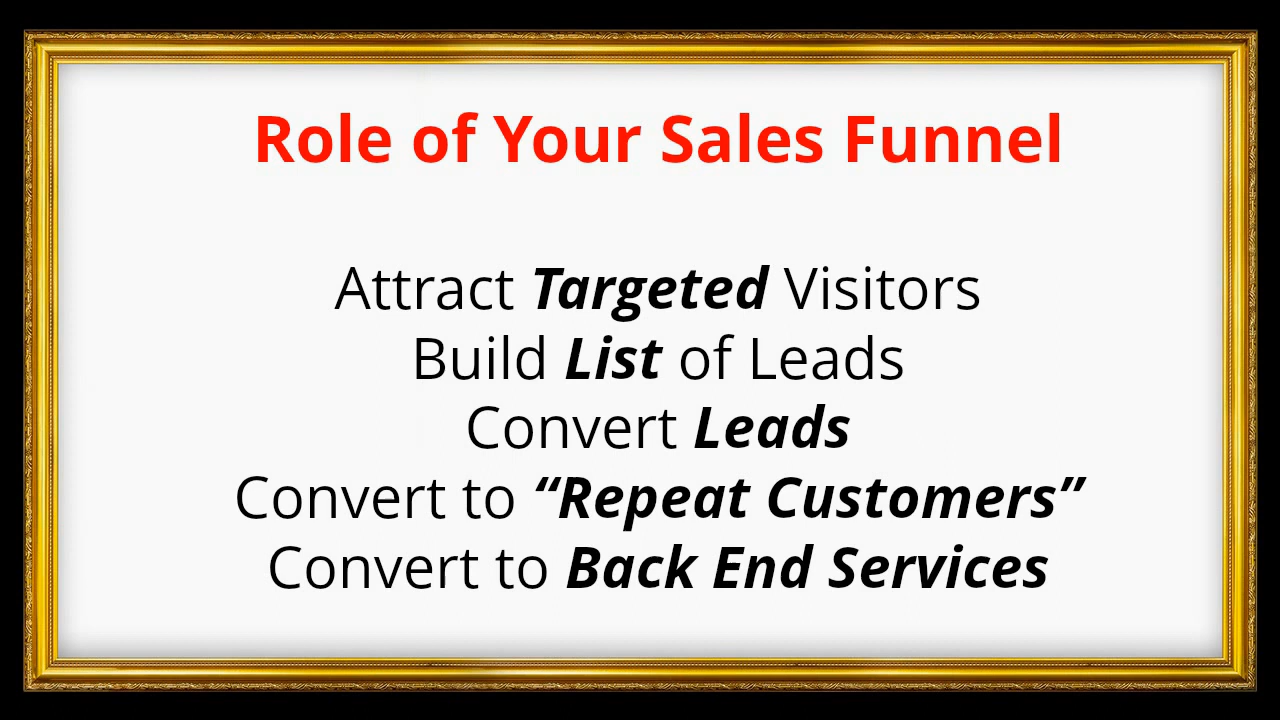 Role of Your Sales Funnel
Attract Targeted Visitors
Build List of Leads
Convert Leads
Convert to “Repeat Customers”
Convert to Back End Services